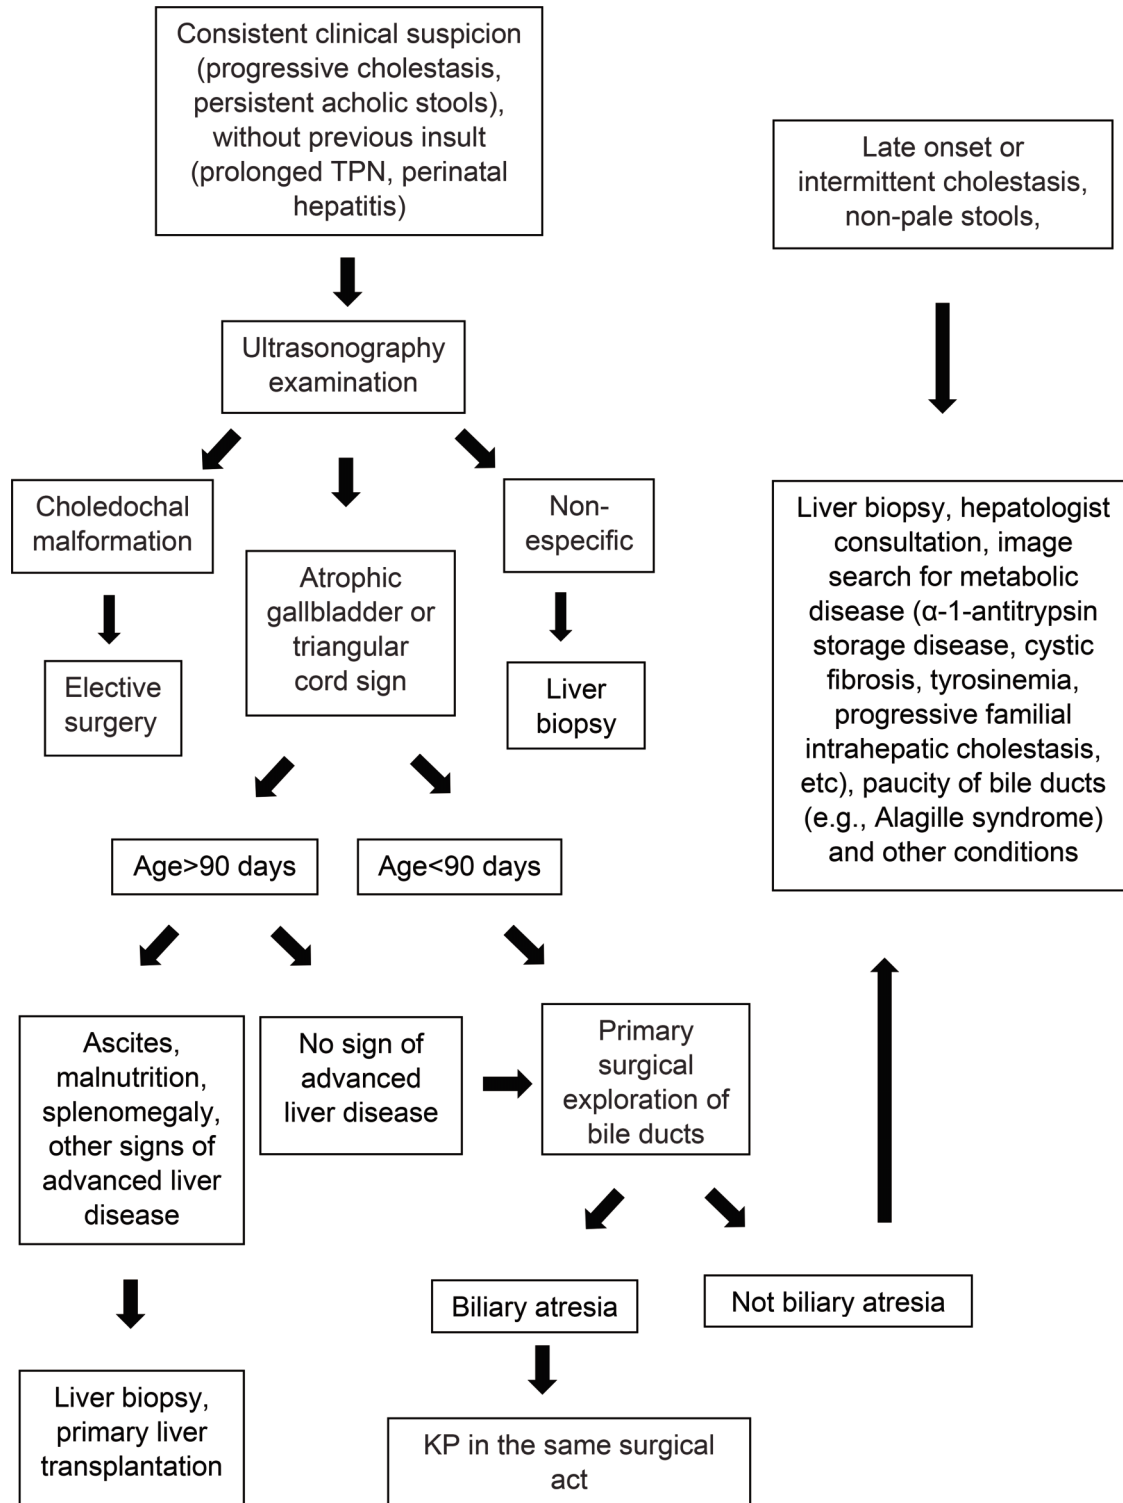 Consistent clinical suspicion
(progressive cholestasis,
persistent acholic stools),
without previous insult
(prolonged TPN, perinatal
hepatitis)
Late onset or
intermittent cholestasis,
non-pale stools,
Ultrasonography
examination
Choledochal
malformation
Atrophic
gallbladder or
triangular
cord sign
Non-
especific
Elective
surgery
Liver
biopsy
Liver biopsy, hepatologist
consultation, image
search for metabolic
disease (α-1-antitrypsin
storage disease, cystic
fibrosis, tyrosinemia,
progressive familial
intrahepatic cholestasis,
etc), paucity of bile ducts
(e.g., Alagille syndrome)
and other conditions
Age>90 days
Age<90 days
Ascites,
malnutrition,
splenomegaly,
other signs of
advanced liver
disease
No sign of
advanced
liver disease
Primary
surgical
exploration of
bile ducts
Biliary atresia
Not biliary atresia
Liver biopsy,
primary liver
transplantation
KP in the same surgical
act